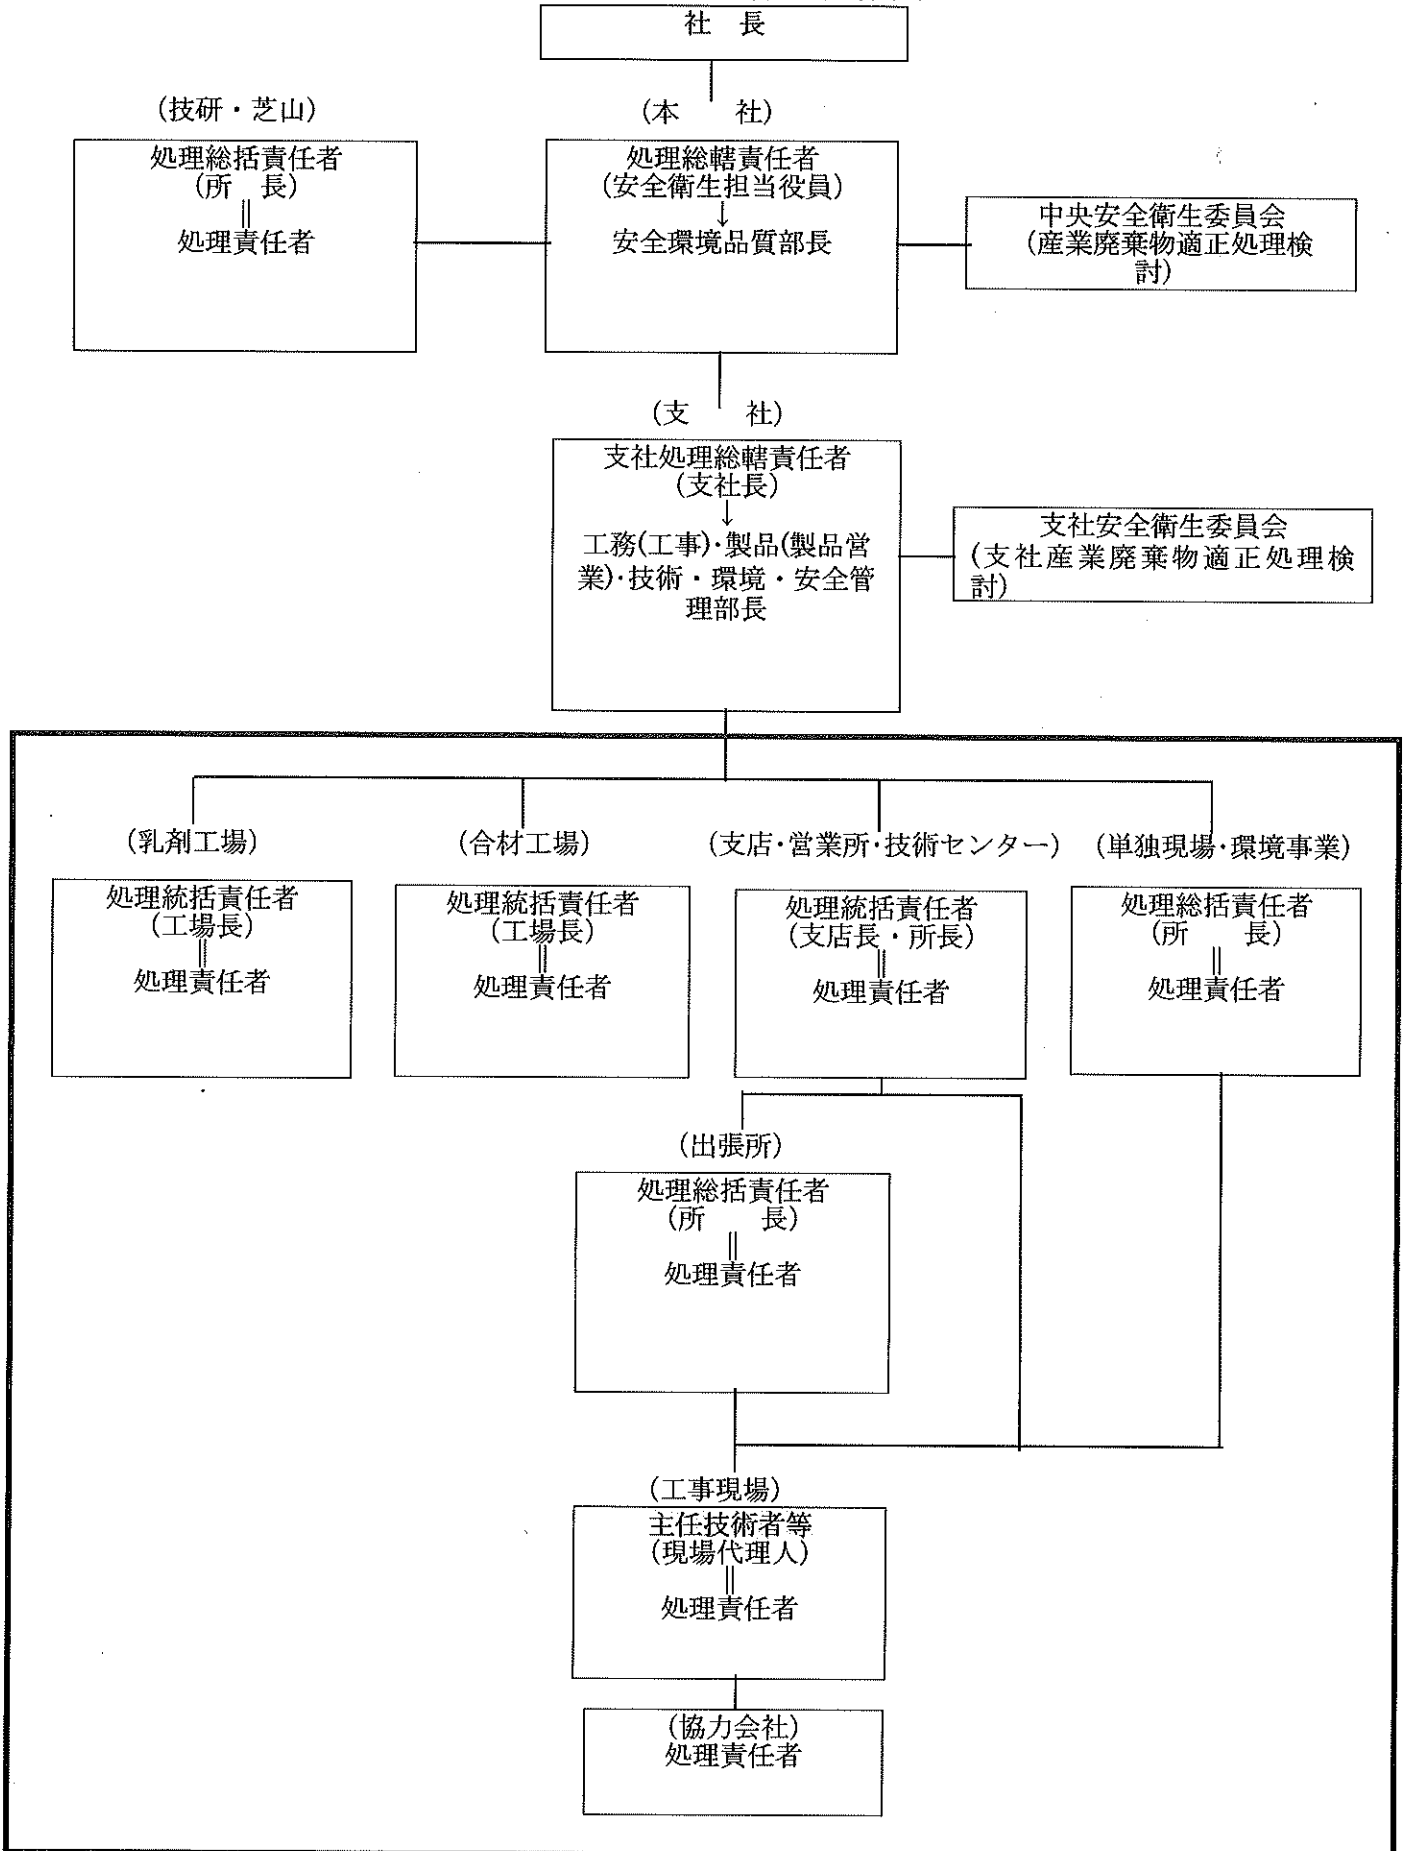 社　長
(技研・芝山)
処理総括責任者
(所　長)
||
処理責任者
(本　　社)
処理総轄責任者
(安全衛生担当役員)
↓
安全環境品質部長
中央安全衛生委員会
(産業廃棄物適正処理検
討)
(支　　社)
支社処理総轄責任者
(支社長)
↓
工務(工事)・製品(製品営
業)・技術・環境・安全管
理部長
支社安全衛生委員会
(支社産業廃棄物適正処理検
討)
(乳剤工場)
処理統括責任者
(工場長)
||
処理責任者
(合材工場)
処理統括責任者
(工場長)
||
処理責任者
(支店・営業所・技術センター)
処理統括責任者
(支店長・所長)
||
処理責任者
(単独現場・環境事業)
処理総括責任者
(所　　長)
||
処理責任者
(出張所)
処理総括責任者
(所　　長)
||
処理責任者
(工事現場)
主任技術者等
(現場代理人)
||
処理責任者
(協力会社)
処理責任者